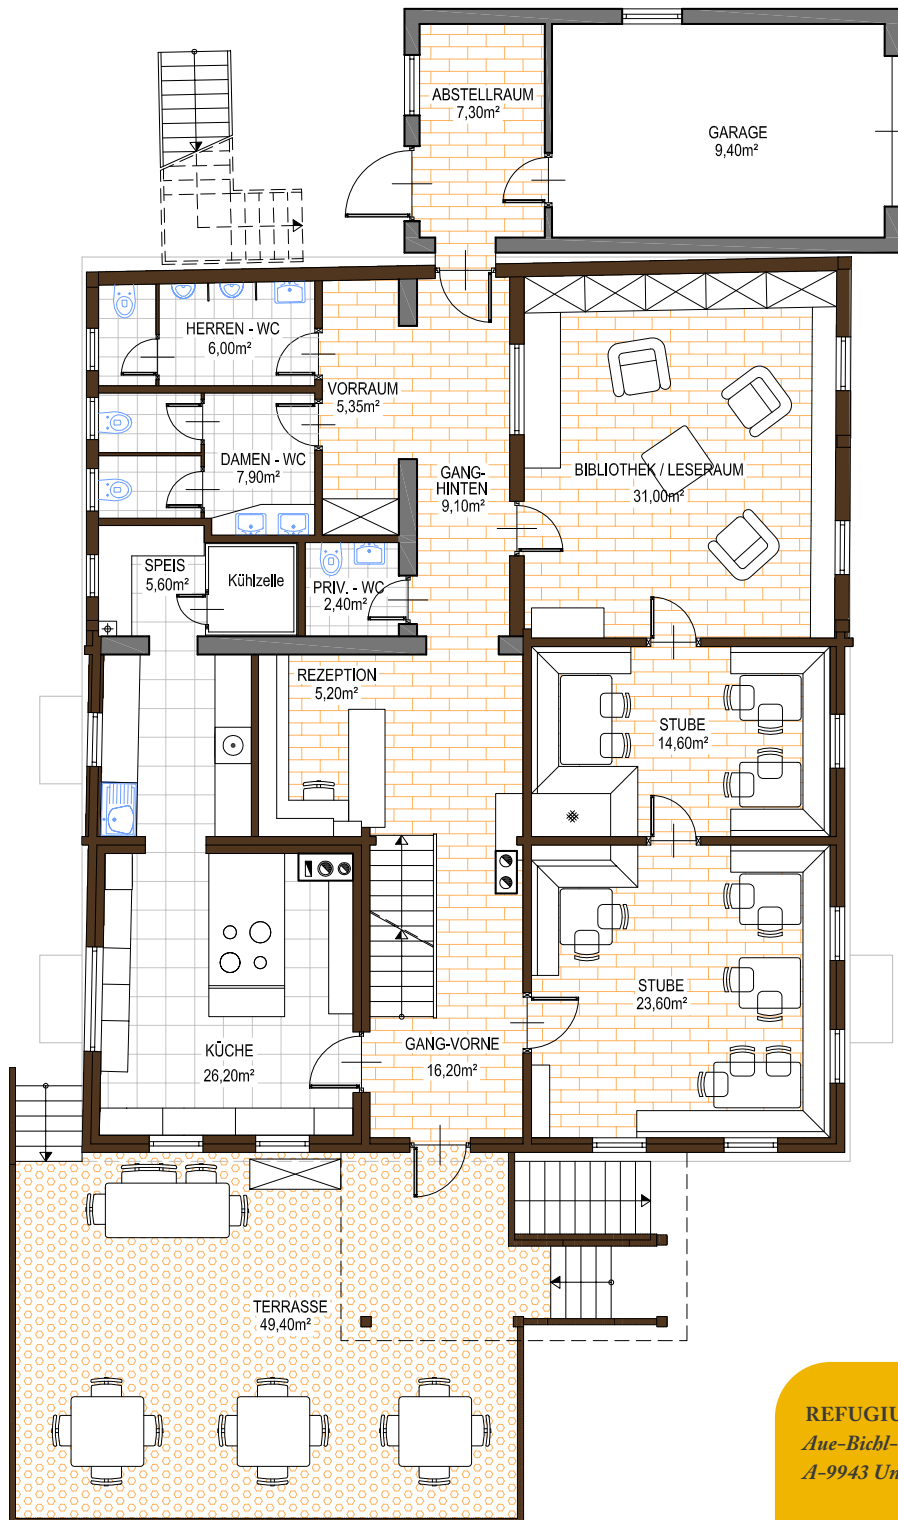 ABSTELLRAUM
7,30m²
GARAGE
9,40m²
HERREN - WC
6,00m²
VORRAUM
5,35m²
DAMEN - WC
7,90m²
GANG-
HINTEN
9,10m²
BIBLIOTHEK / LESERAUM
31,00m²
SPEIS
5,60m²
Kühlzelle
PRIV. - WC
2,40m²
REZEPTION
5,20m²
STUBE
14,60m²
STUBE
23,60m²
KÜCHE
26,20m²
GANG-VORNE
16,20m²
TERRASSE
49,40m²
REFUGIU
Aue-Bichl-
A-9943 Un